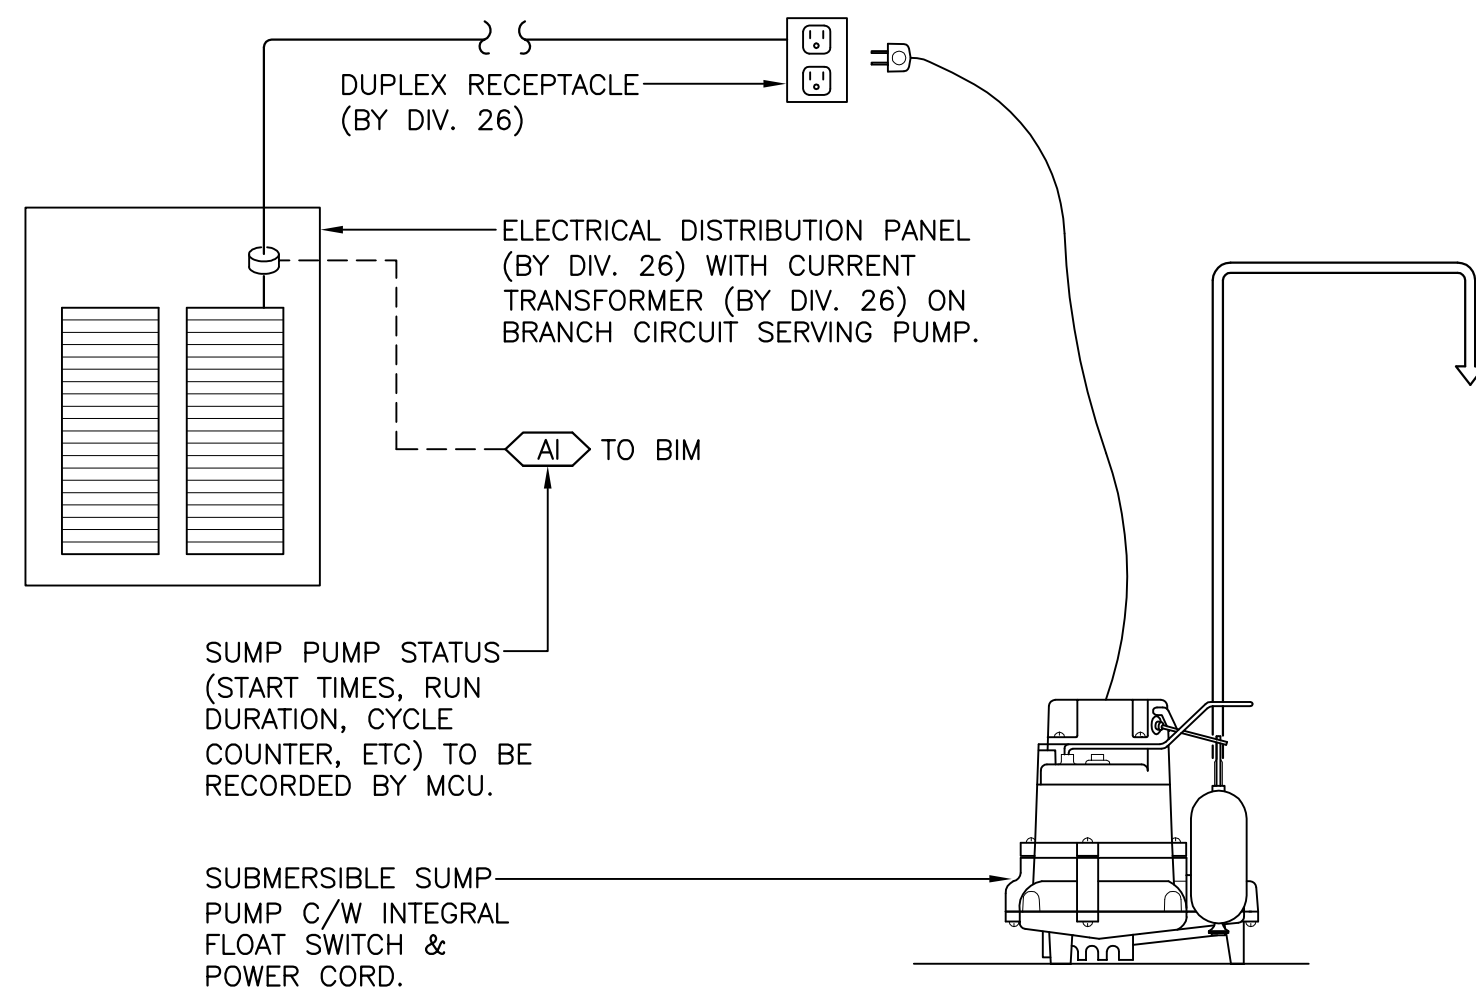 DUPLEX RECEPTACLE
(BY DIV. 26)
ELECTRICAL DISTRIBUTION PANEL
(BY DIV. 26) WITH CURRENT
TRANSFORMER (BY DIV. 26) ON
BRANCH CIRCUIT SERVING PUMP.
AI TO BIM
SUMP PUMP STATUS
(START TIMES, RUN
DURATION, CYCLE
COUNTER, ETC) TO BE
RECORDED BY MCU.
SUBMERSIBLE SUMP
PUMP C/W INTEGRAL
FLOAT SWITCH &
POWER CORD.